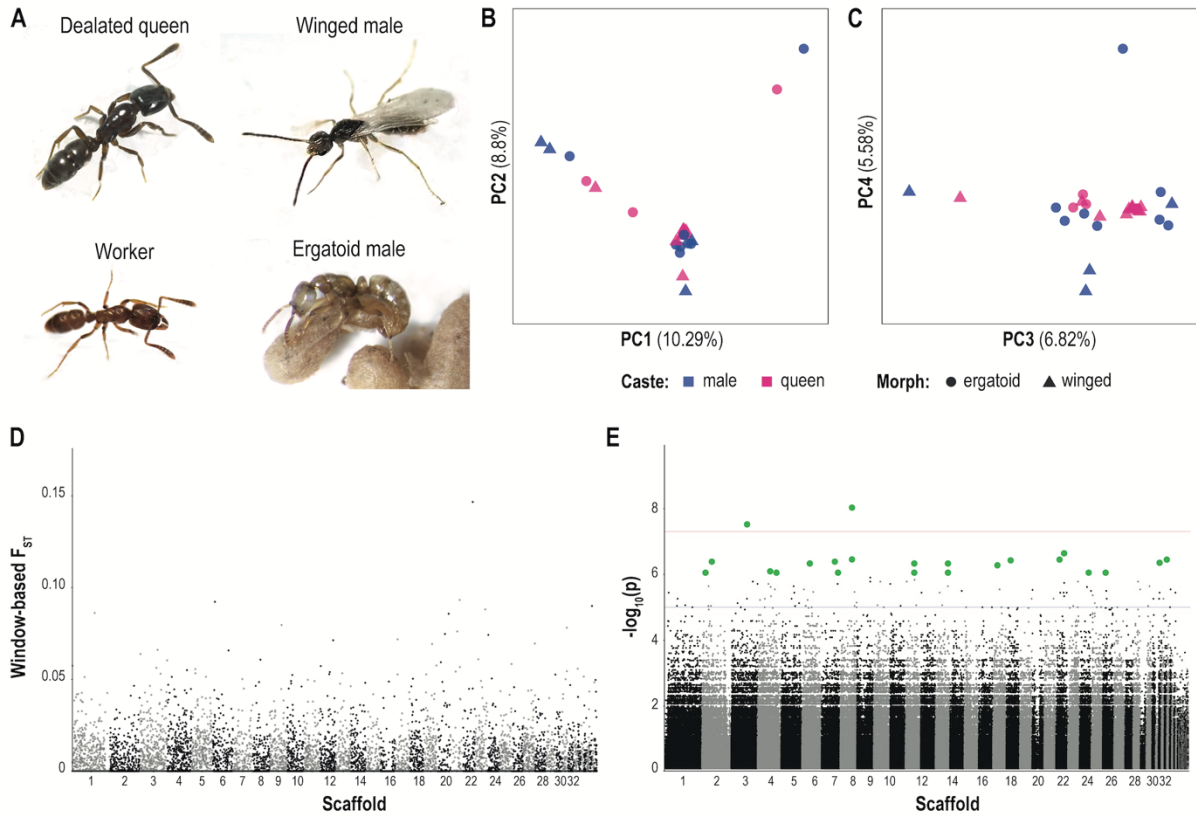 A
Dealated queen
Winged male
Worker
Ergatoid male
B
PC2 (8.8%)
PC1 (10.29%)
C
PC4 (5.58%)
PC3 (6.82%)
Caste: male queen
Morph: ergatoid winged
D
Window-based FST
0.15
0.10
0.05
0
1 2 3 4 5 6 7 8 9 10 12 14 16 18 20 22 24 26 28 30 32
Scaffold
E
-log10(p)
8
6
4
2
0
1 2 3 4 5 6 7 8 9 10 12 14 16 18 20 22 24 26 28 30 32
Scaffold